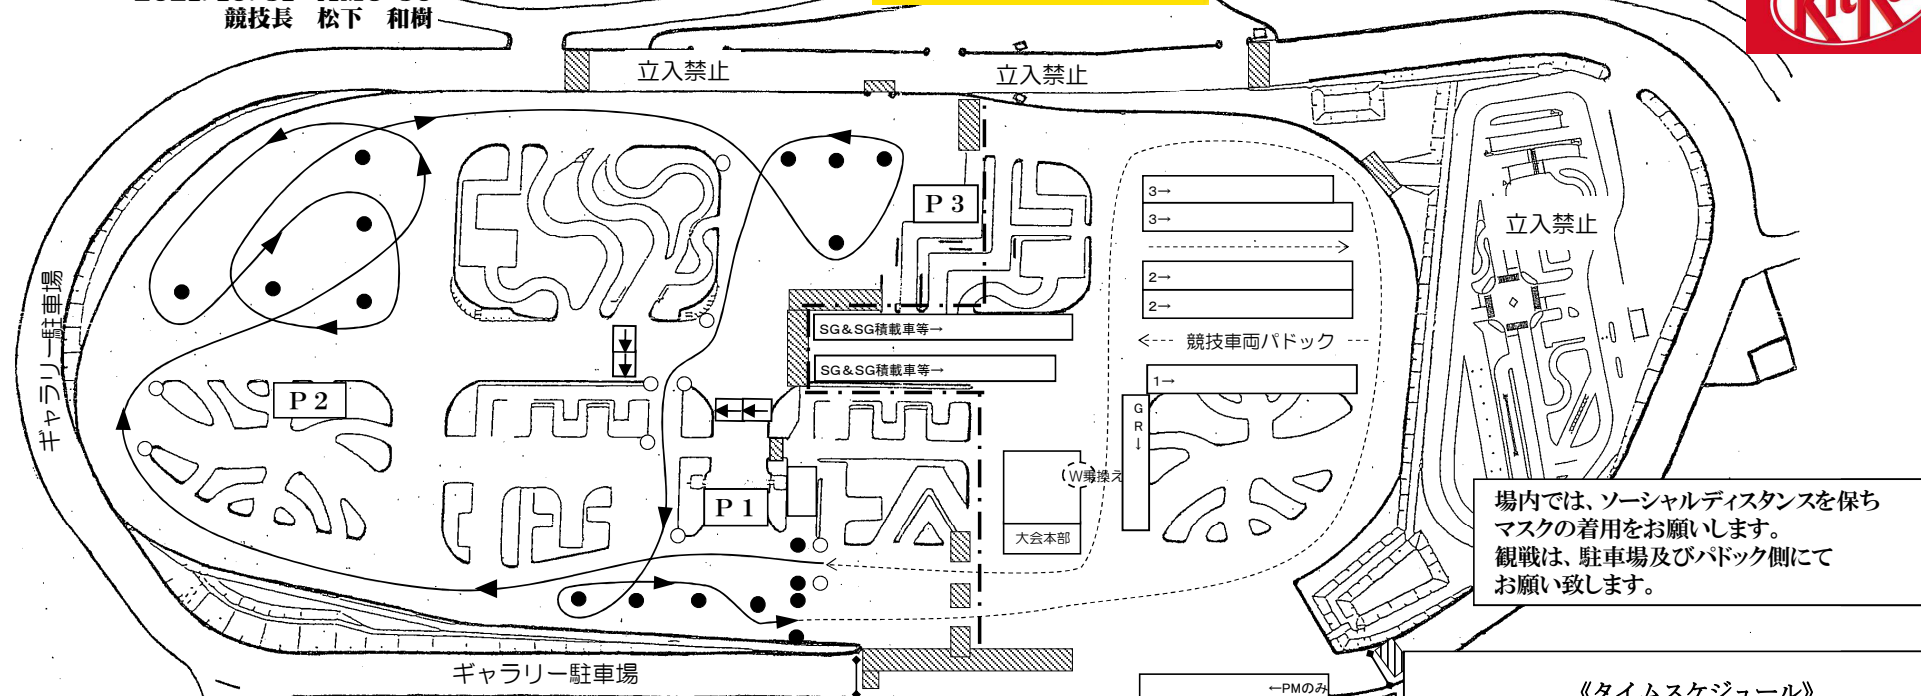 競技長 松下 和樹
立入禁止
立入禁止
P 3
3→
3→
立入禁止
2→
2→
SG&SG積載車等→
←--- 競技車両パドック ---
SG&SG積載車等→
1→
ギャラリー駐車場
P 2
GR↓
W乗換え
P 1
大会本部
場内では、ソーシャルディスタンスを保ち
マスクの着用をお願いします。
観戦は、駐車場及びパドック側にて
お願い致します。
ギャラリー駐車場
←PMのみ
《タイムスケジュール》